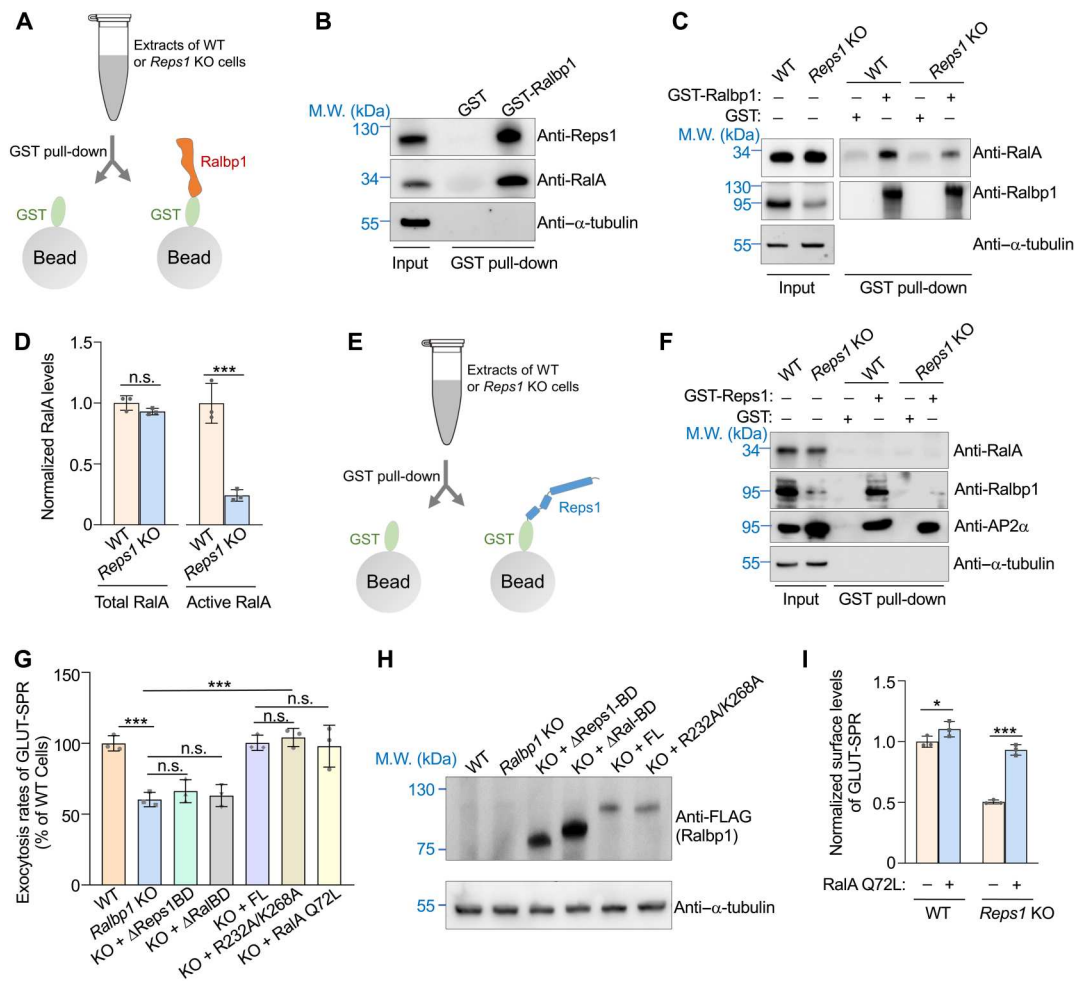 A
Extracts of WT
or Reps1 KO cells
GST pull-down
Ralbp1
GST
GST
Bead
Bead
B
GST
GST-Ralbp1
M.W. (kDa)
130
Anti-Reps1
34
Anti-RalA
55
Anti–α-tubulin
Input
GST pull-down
C
WT
Reps1 KO
WT
Reps1 KO
GST-Ralbp1: – – – + – +
GST: – – + – + –
M.W. (kDa)
34
Anti-RalA
130
95
Anti-Ralbp1
55
Anti–α-tubulin
Input
GST pull-down
D
Normalized RalA levels
1.5
1.0
0.5
0
n.s.
***
WT
Reps1 KO
WT
Reps1 KO
Total RalA
Active RalA
E
Extracts of WT
or Reps1 KO cells
GST pull-down
Reps1
GST
GST
Bead
Bead
F
WT
Reps1 KO
WT
Reps1 KO
GST-Reps1: – – – + – +
GST: – – + – + –
M.W. (kDa)
34
Anti-RalA
95
Anti-Ralbp1
95
Anti-AP2α
55
Anti–α-tubulin
Input
GST pull-down
G
Exocytosis rates of GLUT-SPR
(% of WT Cells)
150
100
50
0
***
***
n.s.
n.s.
n.s.
n.s.
WT
Ralbp1 KO
KO + ΔReps1BD
KO + ΔRalBD
KO + FL
KO + R232A/K268A
KO + RalA Q72L
H
WT
Ralbp1 KO
KO + ΔReps1-BD
KO + ΔRal-BD
KO + FL
KO + R232A/K268A
M.W. (kDa)
130
75
Anti-FLAG
(Ralbp1)
55
Anti–α-tubulin
I
Normalized surface levels
of GLUT-SPR
1.5
1.0
0.5
0
*
***
RalA Q72L: – + – +
WT
Reps1 KO